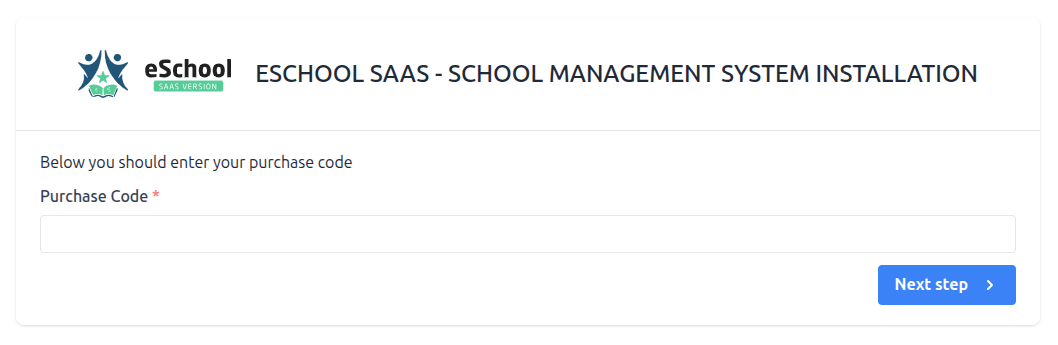 eSchool
SAAS VERSION
ESCHOOL SAAS - SCHOOL MANAGEMENT SYSTEM INSTALLATION
Below you should enter your purchase code
Purchase Code *
Next step